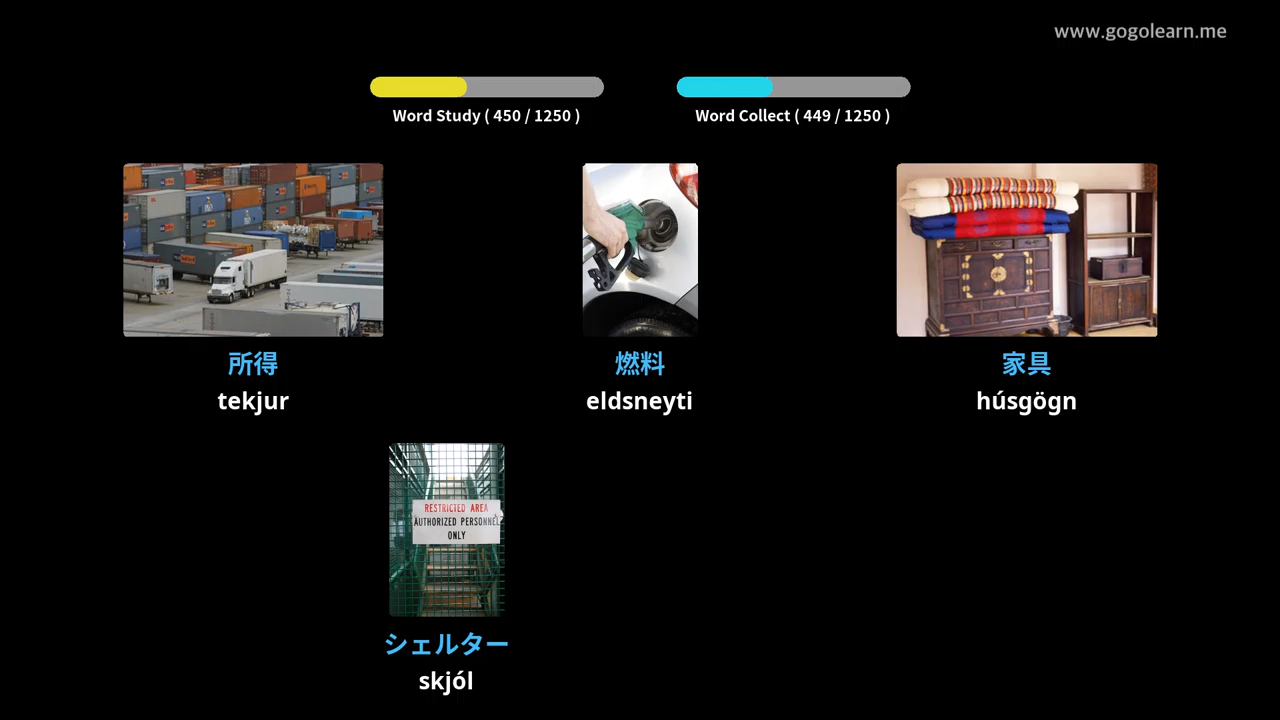 www.gogolearn.me
Word Study ( 450 / 1250 )
Word Collect ( 449 / 1250 )
所得
tekjur
燃料
eldsneyti
家具
húsgögn
RESTRICTED AREA
AUTHORIZED PERSONNEL
ONLY
シェルター
skjól